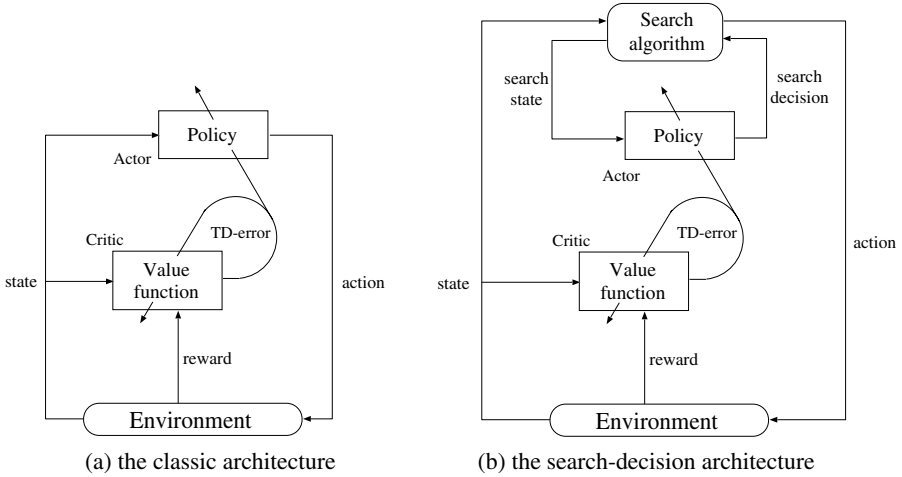 Policy
Actor
Critic
TD-error
Value
function
state
action
reward
Environment
(a) the classic architecture
Search
algorithm
search
state
search
decision
Policy
Actor
Critic
TD-error
Value
function
state
action
reward
Environment
(b) the search-decision architecture